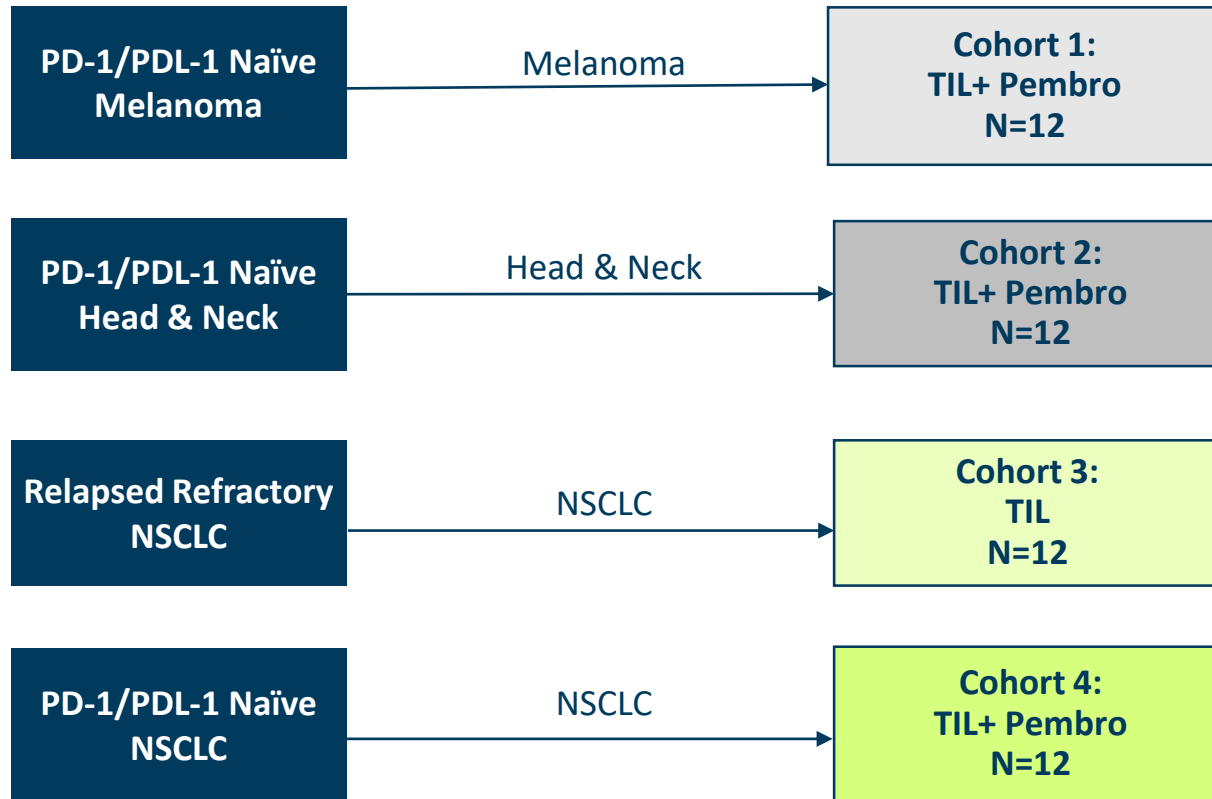 PD-1/PDL-1 Naïve
Melanoma
Melanoma
Cohort 1:
TIL+ Pembro
N=12
PD-1/PDL-1 Naïve
Head & Neck
Head & Neck
Cohort 2:
TIL+ Pembro
N=12
Relapsed Refractory
NSCLC
NSCLC
Cohort 3:
TIL
N=12
PD-1/PDL-1 Naïve
NSCLC
NSCLC
Cohort 4:
TIL+ Pembro
N=12